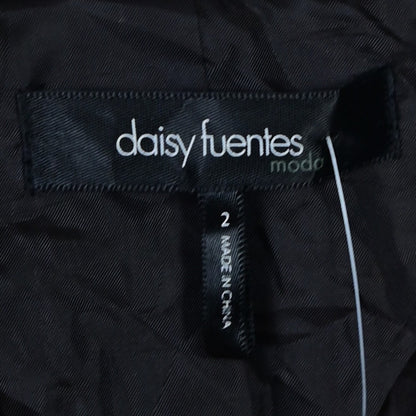 daisy fuentes
moda
2
MADE IN CHINA